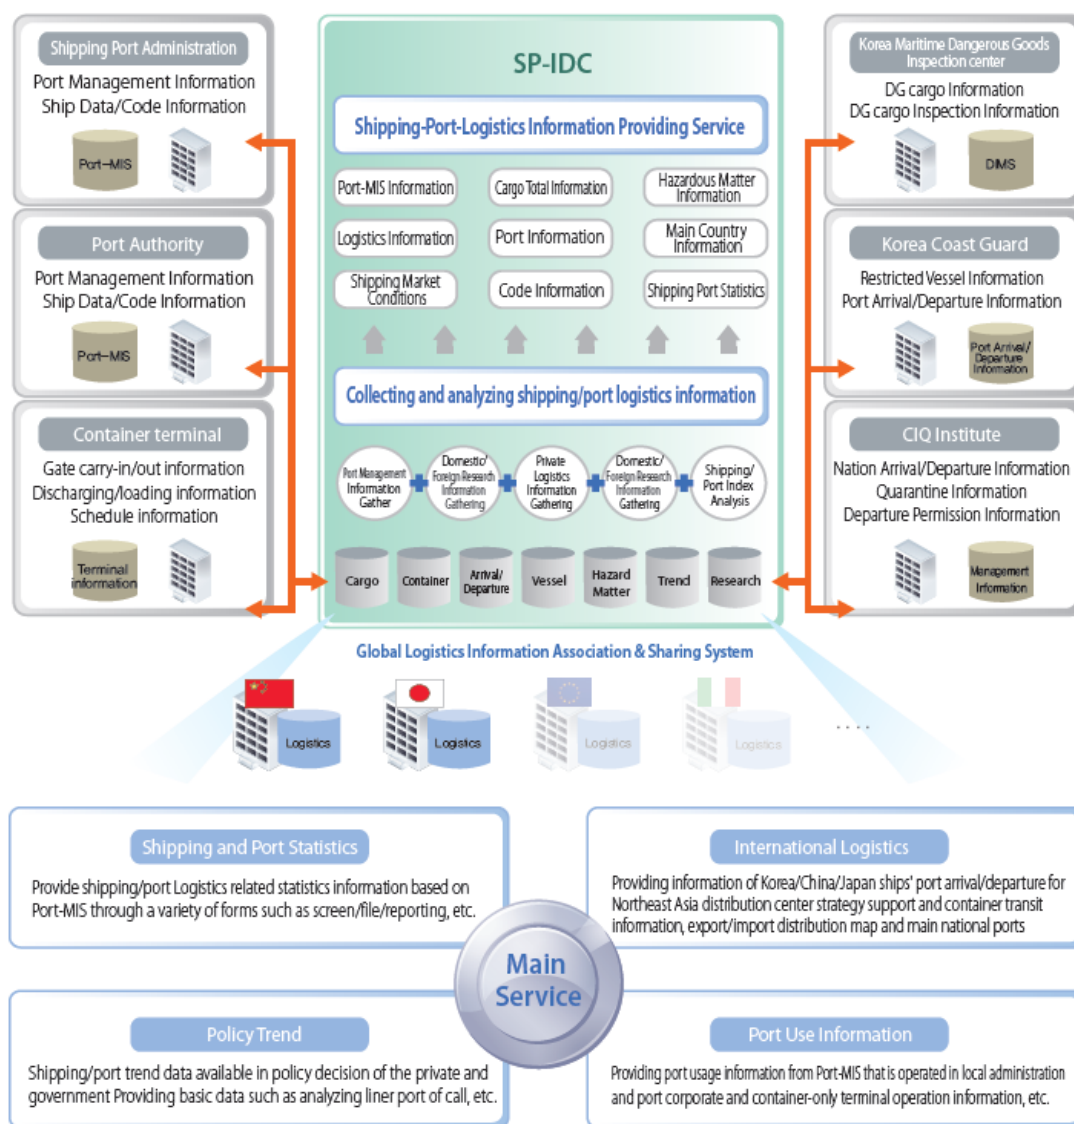 Shipping Port Administration
Port Management Information
Ship Data/Code Information
Port-MIS
Port Authority
Port Management Information
Ship Data/Code Information
Port-MIS
Container terminal
Gate carry-in/out information
Discharging/loading information
Schedule information
Terminal
information
SP-IDC
Shipping-Port-Logistics Information Providing Service
Port-MIS Information
Cargo Total Information
Hazardous Matter
Information
Logistics Information
Port Information
Main Country
Information
Shipping Market
Conditions
Code Information
Shipping Port Statistics
Collecting and analyzing shipping/port logistics information
Port Management
Information
Gather
Domestic/
Foreign Research
Information
Gathering
Private
Logistics
Information
Gathering
Domestic/
Foreign Research
Information
Gathering
Shipping/
Port Index
Analysis
Cargo
Container
Arrival/
Departure
Vessel
Hazard
Matter
Trend
Research
Korea Maritime Dangerous Goods
Inspection center
DG cargo Information
DG cargo Inspection Information
DIMS
Korea Coast Guard
Restricted Vessel Information
Port Arrival/Departure Information
Port Arrival/
Departure
Information
CIQ Institute
Nation Arrival/Departure Information
Quarantine Information
Departure Permission Information
Management
Information
Global Logistics Information Association & Sharing System
Logistics
Logistics
Logistics
Logistics
....
Shipping and Port Statistics
Provide shipping/port Logistics related statistics information based on
Port-MIS through a variety of forms such as screen/file/reporting, etc.
International Logistics
Providing information of Korea/China/Japan ships' port arrival/departure for
Northeast Asia distribution center strategy support and container transit
information, export/import distribution map and main national ports
Main
Service
Policy Trend
Shipping/port trend data available in policy decision of the private and
government Providing basic data such as analyzing liner port of call, etc.
Port Use Information
Providing port usage information from Port-MIS that is operated in local administration
and port corporate and container-only terminal operation information, etc.